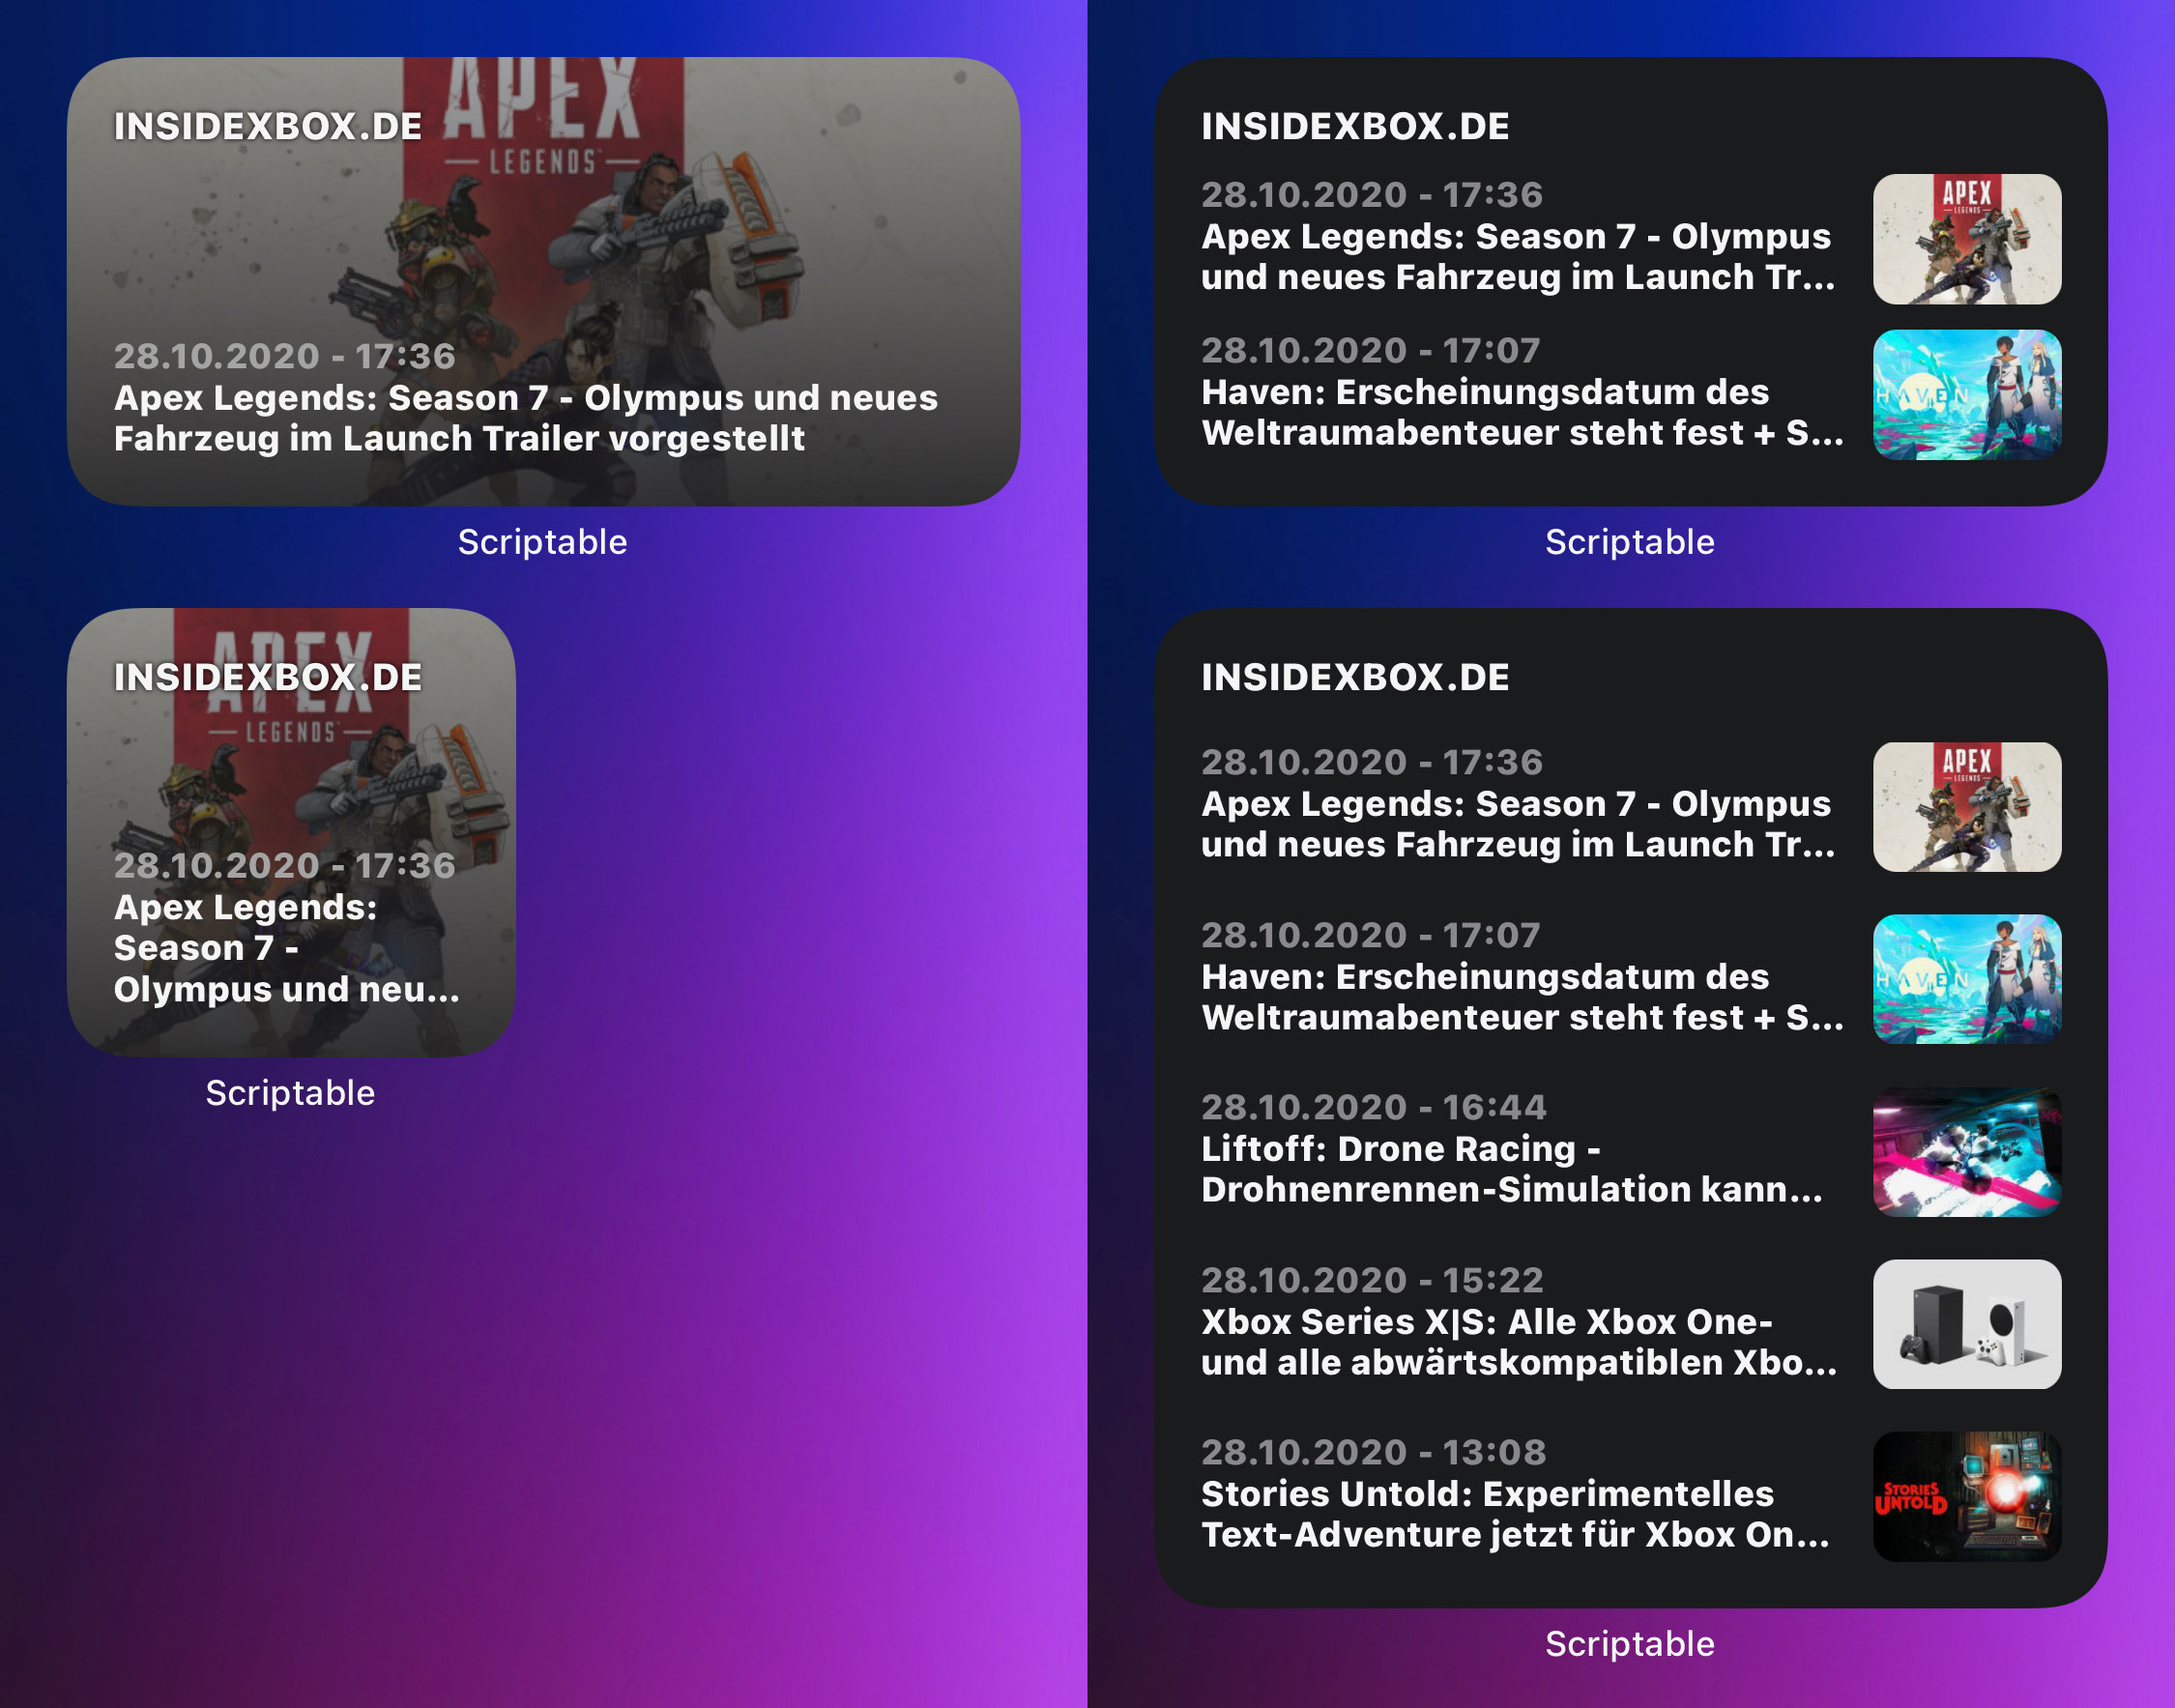 APEX
INSIDEXBOX.DE
LEGENDS
28.10.2020 - 17:36
Apex Legends: Season 7 - Olympus und neues
Fahrzeug im Launch Trailer vorgestellt
Scriptable
APEX
INSIDEXBOX.DE
LEGENDS
28.10.2020 - 17:36
Apex Legends:
Season 7 -
Olympus und neu...
Scriptable
INSIDEXBOX.DE
28.10.2020 - 17:36
Apex Legends: Season 7 - Olympus
und neues Fahrzeug im Launch Tr...
APEX
LEGENDS
28.10.2020 - 17:07
Haven: Erscheinungsdatum des
Weltraumabenteuer steht fest + S...
HAVEN
Scriptable
INSIDEXBOX.DE
28.10.2020 - 17:36
Apex Legends: Season 7 - Olympus
und neues Fahrzeug im Launch Tr...
APEX
LEGENDS
28.10.2020 - 17:07
Haven: Erscheinungsdatum des
Weltraumabenteuer steht fest + S...
HAVEN
28.10.2020 - 16:44
Liftoff: Drone Racing -
Drohnenrennen-Simulation kann...
28.10.2020 - 15:22
Xbox Series X|S: Alle Xbox One-
und alle abwärtskompatiblen Xbo...
28.10.2020 - 13:08
Stories Untold: Experimentelles
Text-Adventure jetzt für Xbox On...
STORIES
UNTOLD
Scriptable